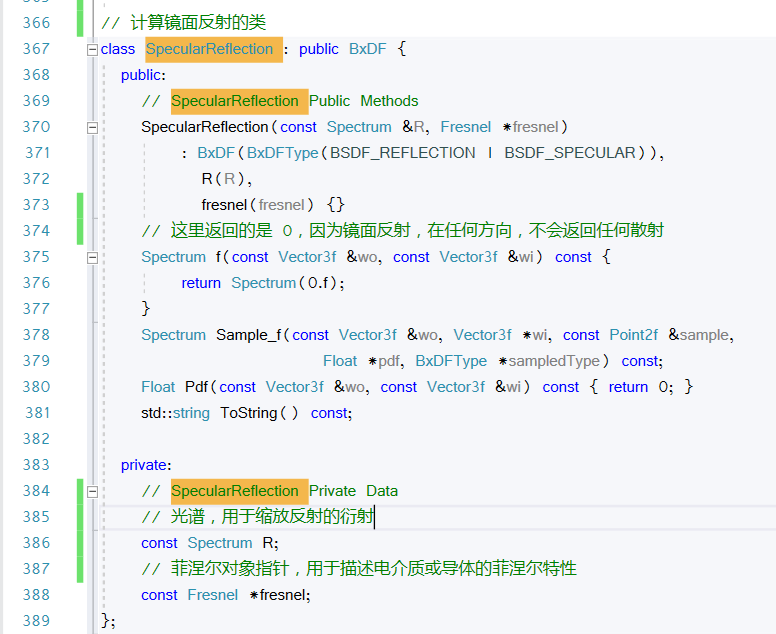 366 // 计算镜面反射的类
367 class SpecularReflection : public BxDF {
368 public:
369 // SpecularReflection Public Methods
370 SpecularReflection(const Spectrum &R, Fresnel *fresnel)
371 : BxDF(BxDFType(BSDF_REFLECTION | BSDF_SPECULAR)),
372 R(R),
373 fresnel(fresnel) {}
374 // 这里返回的是 0，因为镜面反射，在任何方向，不会返回任何散射
375 Spectrum f(const Vector3f &wo, const Vector3f &wi) const {
376 return Spectrum(0.f);
377 }
378 Spectrum Sample_f(const Vector3f &wo, Vector3f *wi, const Point2f &sample,
379 Float *pdf, BxDFType *sampledType) const;
380 Float Pdf(const Vector3f &wo, const Vector3f &wi) const { return 0; }
381 std::string ToString() const;
382
383 private:
384 // SpecularReflection Private Data
385 // 光谱，用于缩放反射的衍射
386 const Spectrum R;
387 // 菲涅尔对象指针，用于描述电介质或导体的菲涅尔特性
388 const Fresnel *fresnel;
389 };